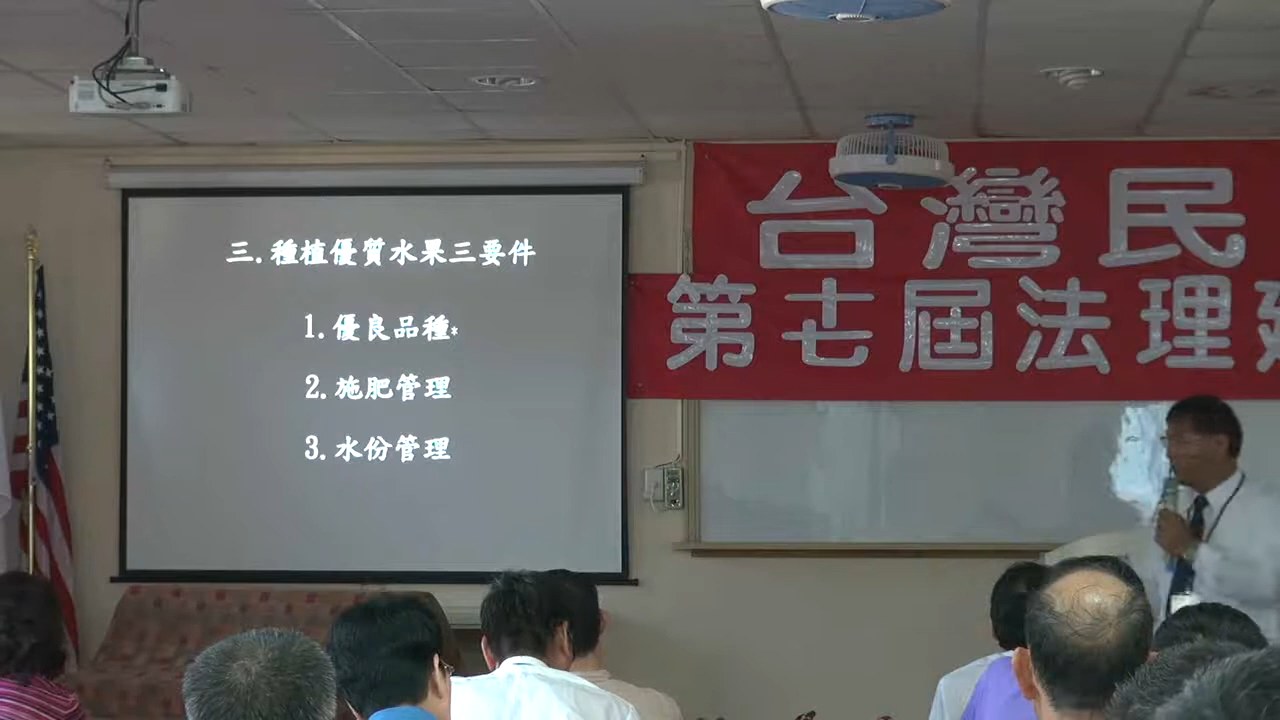 三.種植優質水果三要件
1.優良品種*
2.施肥管理
3.水份管理
台灣民
第七屆法理